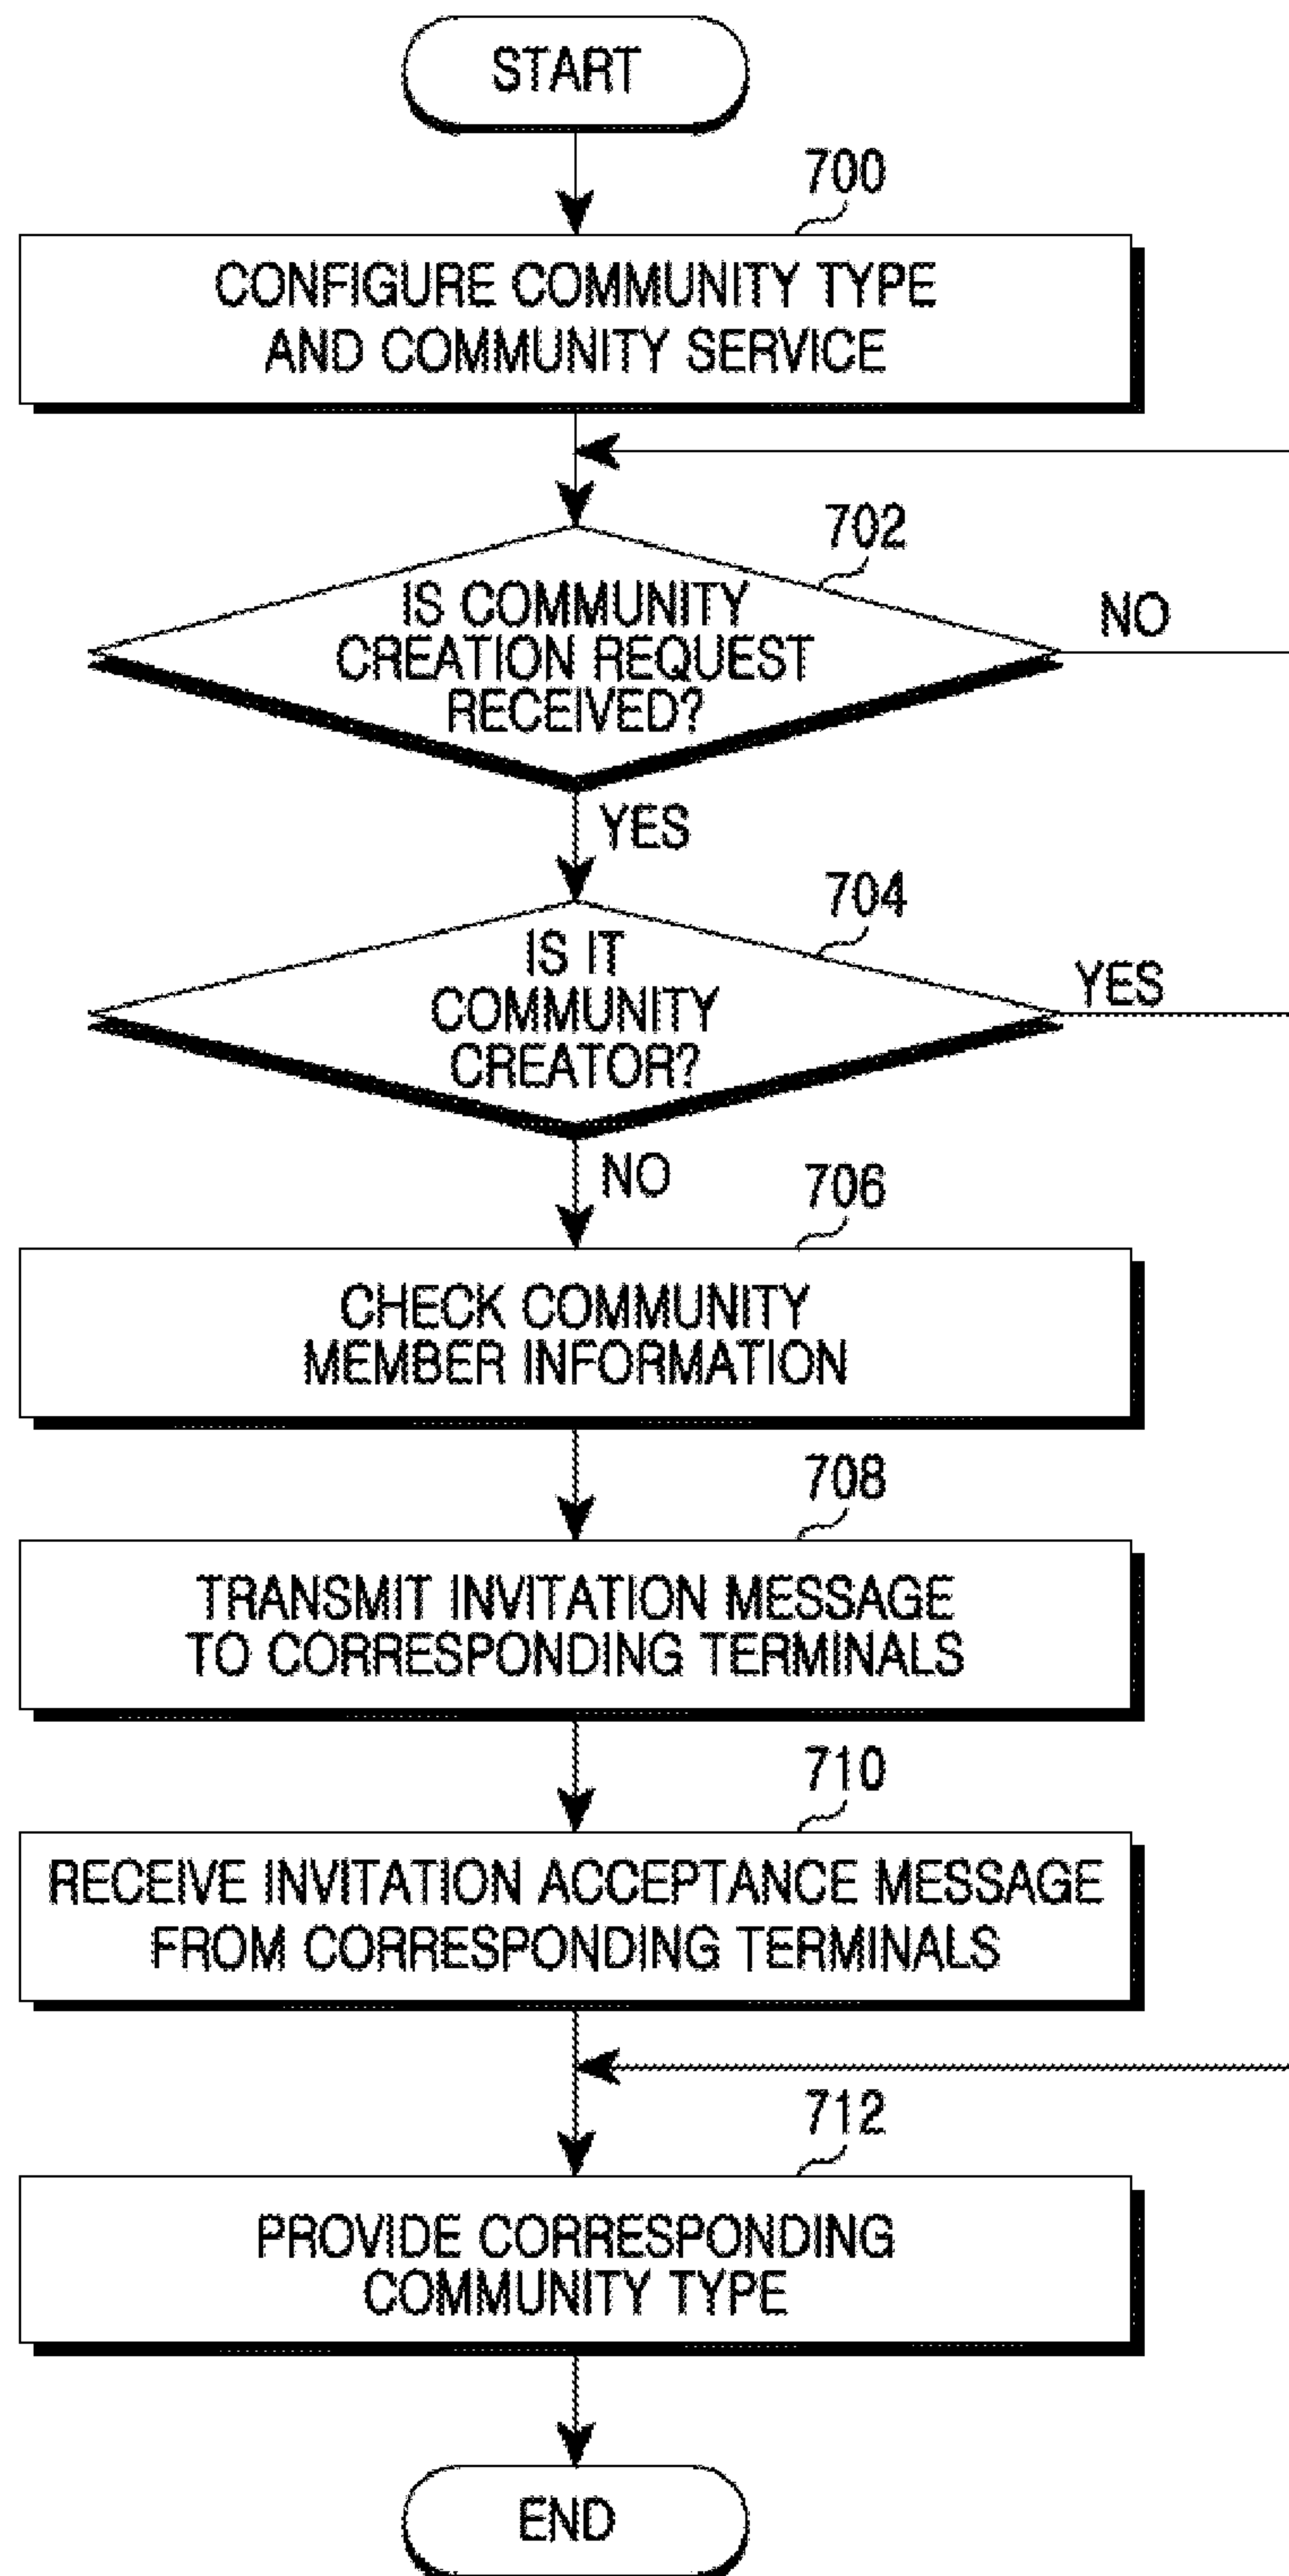 START
700
CONFIGURE COMMUNITY TYPE
AND COMMUNITY SERVICE
702
IS COMMUNITY
CREATION REQUEST
RECEIVED?
NO
YES
704
IS IT
COMMUNITY
CREATOR?
YES
NO
706
CHECK COMMUNITY
MEMBER INFORMATION
708
TRANSMIT INVITATION MESSAGE
TO CORRESPONDING TERMINALS
710
RECEIVE INVITATION ACCEPTANCE MESSAGE
FROM CORRESPONDING TERMINALS
712
PROVIDE CORRESPONDING
COMMUNITY TYPE
END